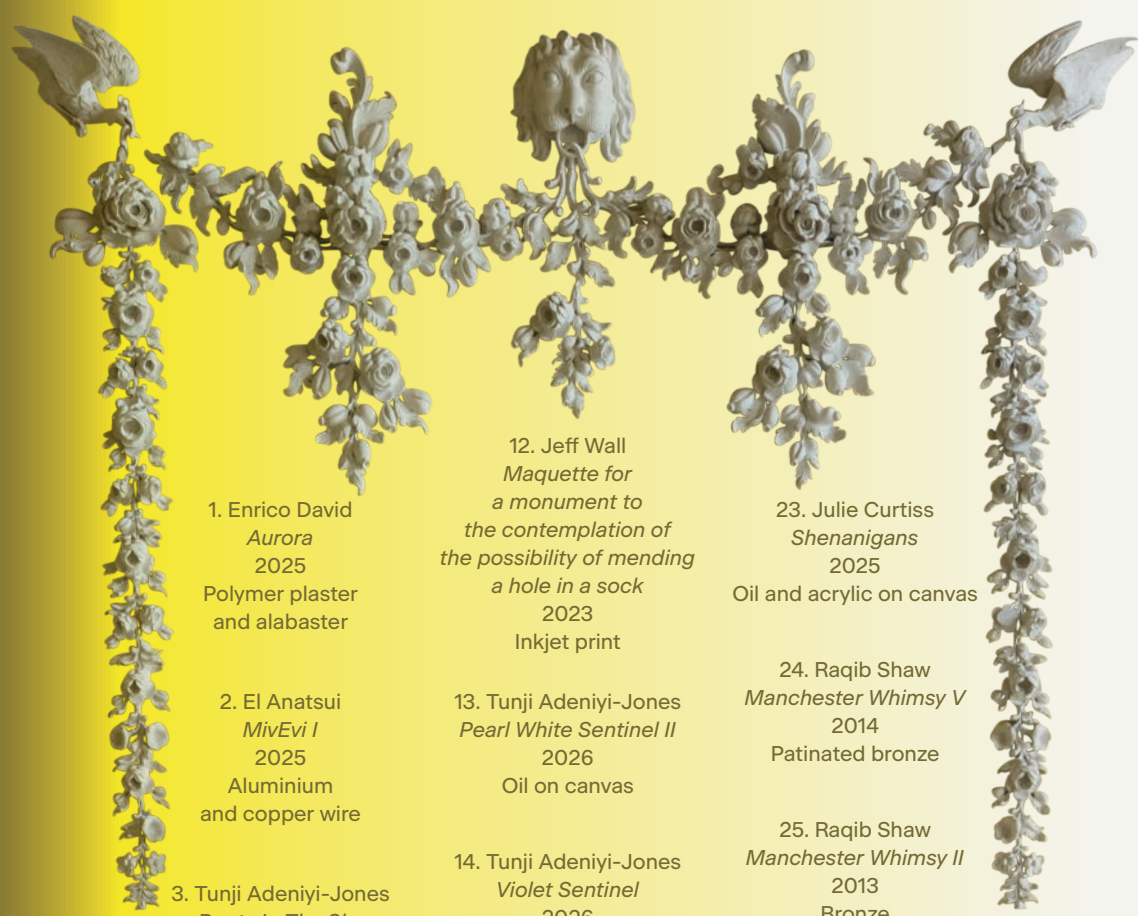 1. Enrico David
Aurora
2025
Polymer plaster
and alabaster
2. El Anatsui
MivEvi I
2025
Aluminium
and copper wire
3. Tunji Adeniyi-Jones
12. Jeff Wall
Maquette for
a monument to
the contemplation of
the possibility of mending
a hole in a sock
2023
Inkjet print
13. Tunji Adeniyi-Jones
Pearl White Sentinel II
2026
Oil on canvas
14. Tunji Adeniyi-Jones
Violet Sentinel
2026
23. Julie Curtiss
Shenanigans
2025
Oil and acrylic on canvas
24. Raqib Shaw
Manchester Whimsy V
2014
Patinated bronze
25. Raqib Shaw
Manchester Whimsy II
2013
Bronze